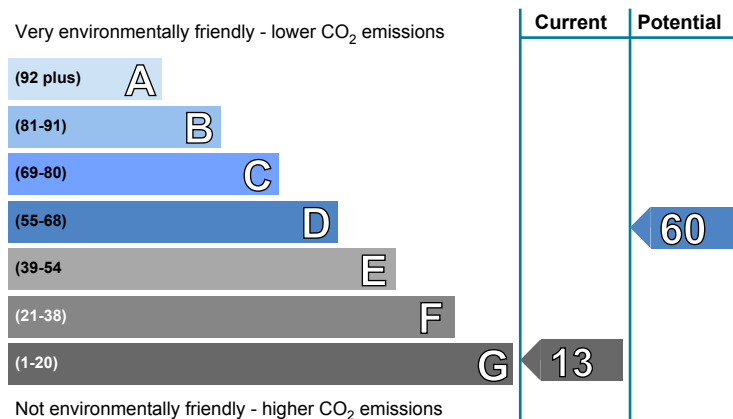 Current Potential
Very environmentally friendly - lower CO₂ emissions
(92 plus) A
(81-91) B
(69-80) C
(55-68) D 60
(39-54 E
(21-38) F
(1-20) G 13
Not environmentally friendly - higher CO₂ emissions